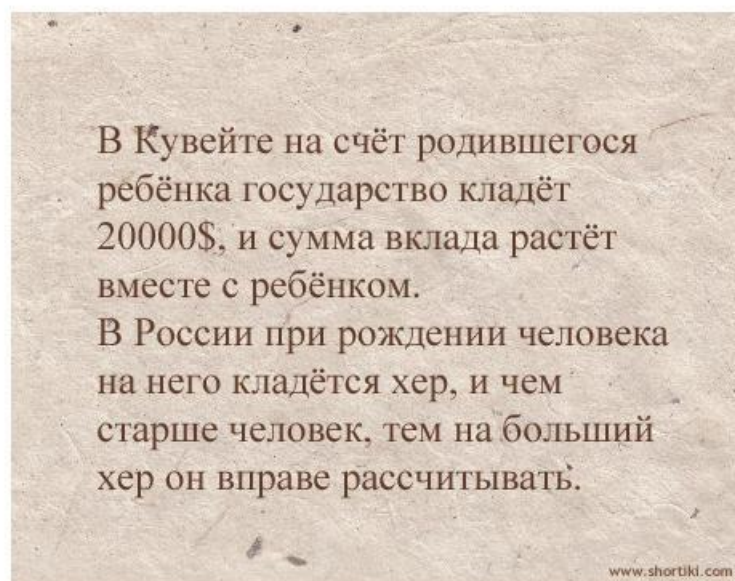 В Кувейте на счёт родившегося
ребёнка государство кладёт
20000$, и сумма вклада растёт
вместе с ребёнком.
В России при рождении человека
на него кладётся хер, и чем
старше человек, тем на больший
хер он вправе рассчитывать.
www.shortiki.com